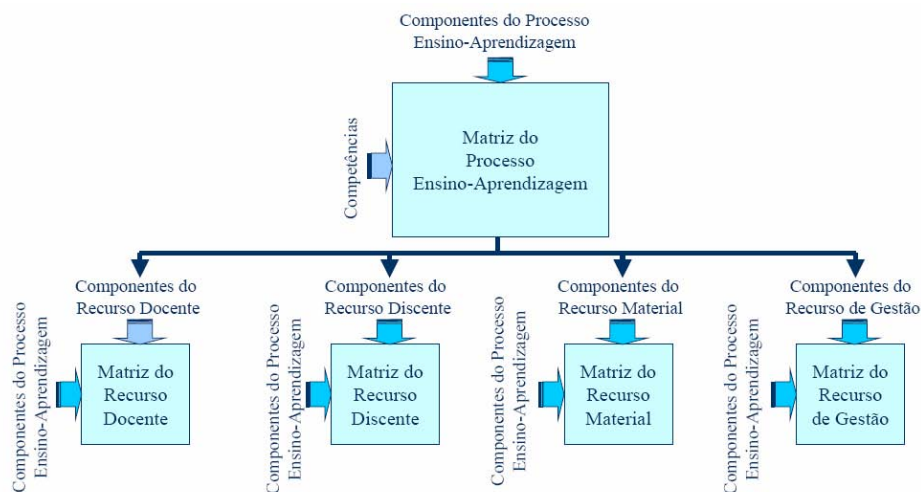 Componentes do Processo
Ensino-Aprendizagem
Competências
Matriz do
Processo
Ensino-Aprendizagem
Componentes do
Recurso Docente
Componentes do Processo
Ensino-Aprendizagem
Matriz do
Recurso
Docente
Componentes do
Recurso Discente
Componentes do Processo
Ensino-Aprendizagem
Matriz do
Recurso
Discente
Componentes do
Recurso Material
Componentes do Processo
Ensino-Aprendizagem
Matriz do
Recurso
Material
Componentes do
Recurso de Gestão
Componentes do Processo
Ensino-Aprendizagem
Matriz do
Recurso
de Gestão